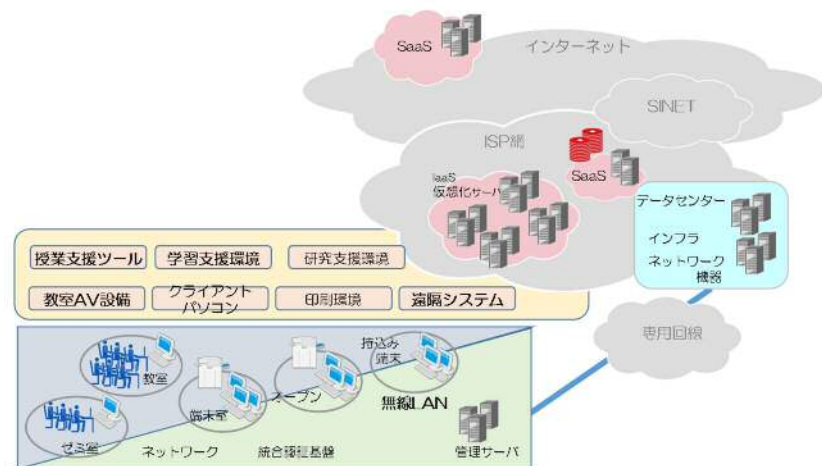 SaaS
インターネット
SINET
ISP網
IaaS
仮想化サーバ
SaaS
データセンター
インフラ
ネットワーク
機器
専用回線
授業支援ツール
学習支援環境
研究支援環境
教室AV設備
クライアント
パソコン
印刷環境
遠隔システム
持込み
端末
教室
オープン
端末室
無線LAN
ゼミ室
ネットワーク
統合認証基盤
管理サーバ